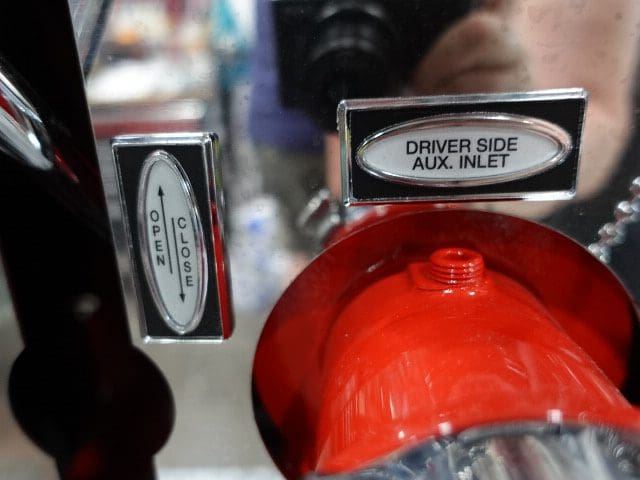 OPEN
CLOSE
DRIVER SIDE
AUX. INLET